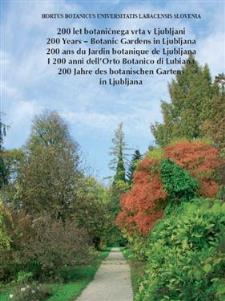 HORTUS BOTANICUS UNIVERSITATIS LABACENSIS SLOVENIA
200 let botaničnega vrta v Ljubljani
200 Years – Botanic Gardens in Ljubljana
200 ans du Jardin botanique de Ljubljana
I 200 anni dell'Orto Botanico di Lubiana
200 Jahre des botanischen Gartens
in Ljubljana